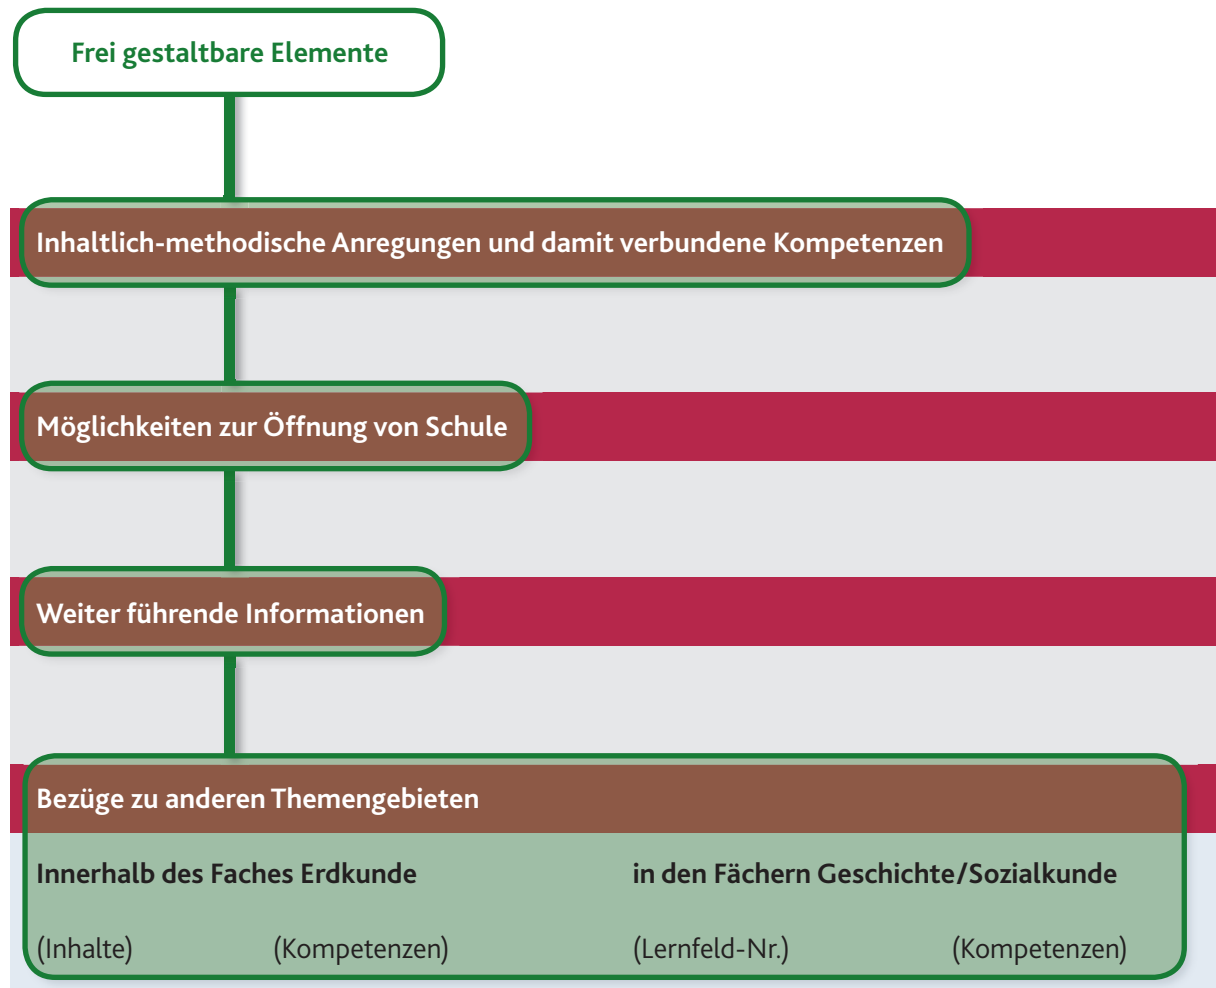 Frei gestaltbare Elemente
Inhaltlich-methodische Anregungen und damit verbundene Kompetenzen
Möglichkeiten zur Öffnung von Schule
Weiter führende Informationen
Bezüge zu anderen Themengebieten
Innerhalb des Faches Erdkunde in den Fächern Geschichte/Sozialkunde
(Inhalte) (Kompetenzen) (Lernfeld-Nr.) (Kompetenzen)